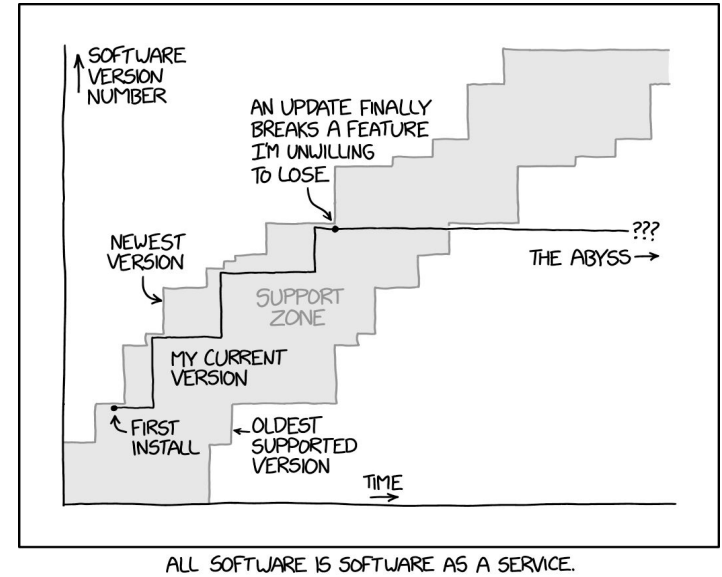 SOFTWARE
VERSION
NUMBER
AN UPDATE FINALLY
BREAKS A FEATURE
I'M UNWILLING
TO LOSE
NEWEST
VERSION
???
THE ABYSS
SUPPORT
ZONE
MY CURRENT
VERSION
FIRST
INSTALL
OLDEST
SUPPORTED
VERSION
TIME
ALL SOFTWARE IS SOFTWARE AS A SERVICE.